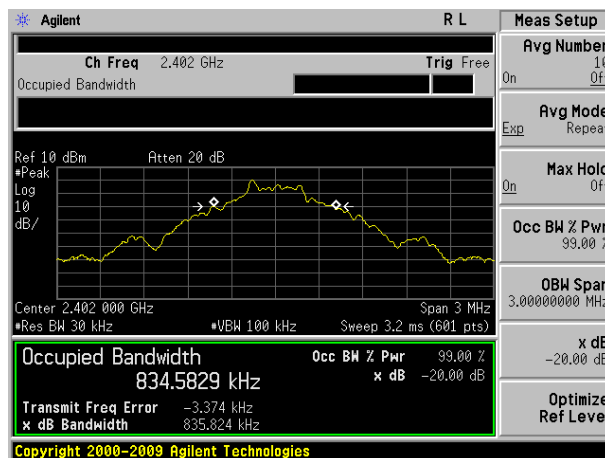 Agilent R L
Ch Freq 2.402 GHz Trig Free
Occupied Bandwidth
Ref 10 dBm Atten 20 dB
#Peak
Log
10
dB/
Center 2.402 000 GHz Span 3 MHz
#Res BW 30 kHz #VBW 100 kHz Sweep 3.2 ms (601 pts)
Occupied Bandwidth Occ BW % Pwr 99.00 %
834.5829 kHz x dB -20.00 dB
Transmit Freq Error -3.374 kHz
x dB Bandwidth 835.824 kHz
Copyright 2000-2009 Agilent Technologies
Meas Setup
Avg Number
10
On Of
Avg Mode
Exp Repea
Max Hold
On Of
Occ BW % Pwr
99.00 %
OBW Span
3.00000000 MHz
x dB
-20.00 dB
Optimize
Ref Leve